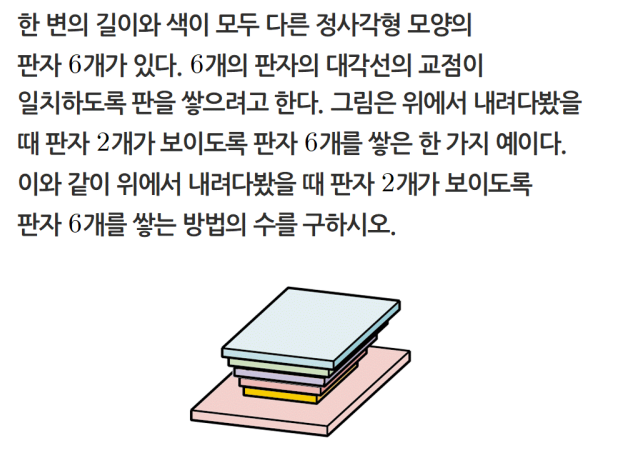 한 변의 길이와 색이 모두 다른 정사각형 모양의
판자 6개가 있다. 6개의 판자의 대각선의 교점이
일치하도록 판을 쌓으려고 한다. 그림은 위에서 내려다봤을
때 판자 2개가 보이도록 판자 6개를 쌓은 한 가지 예이다.
이와 같이 위에서 내려다봤을 때 판자 2개가 보이도록
판자 6개를 쌓는 방법의 수를 구하시오.